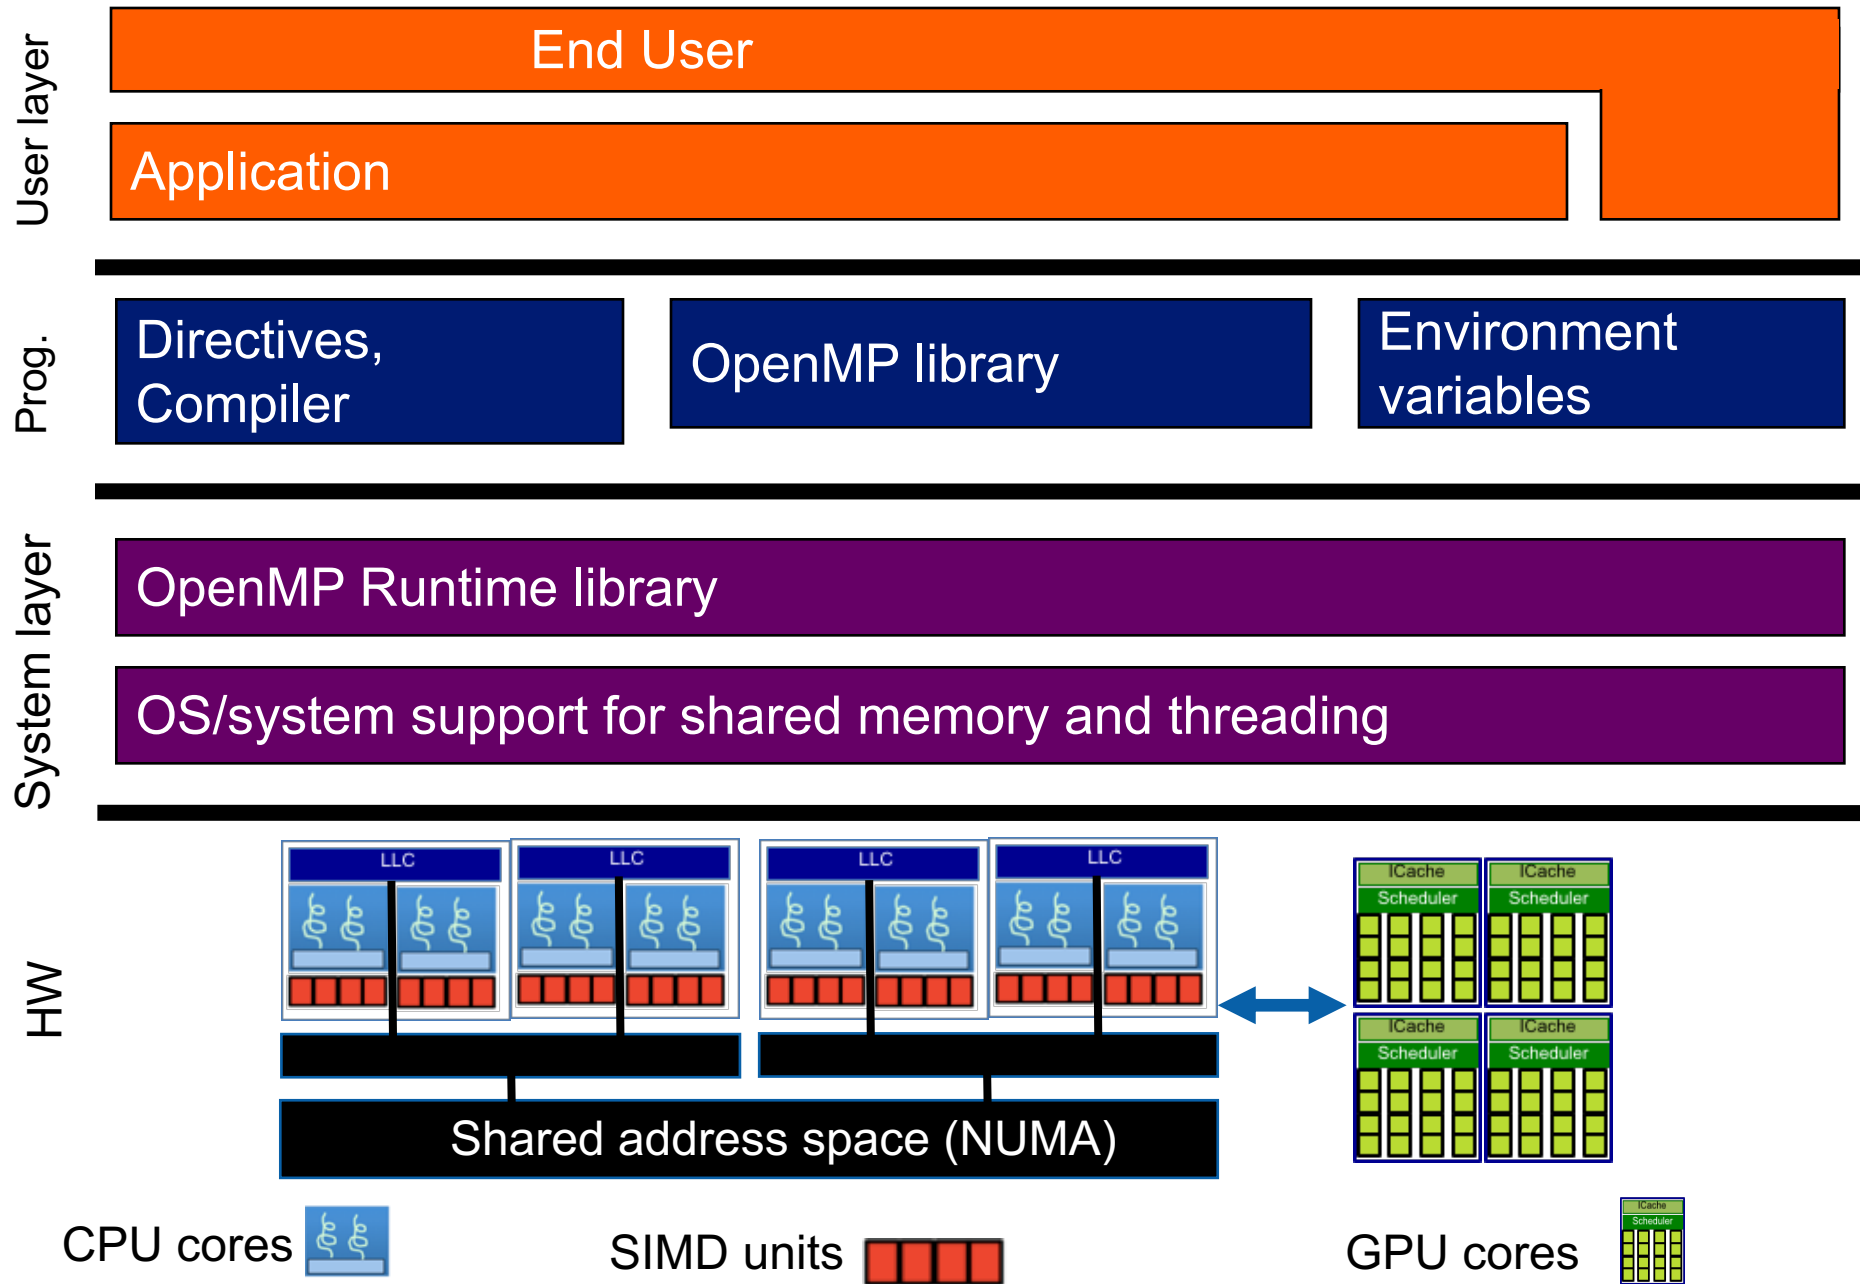 User layer
End User
Application
Prog.
Directives,
Compiler
OpenMP library
Environment
variables
System layer
OpenMP Runtime library
OS/system support for shared memory and threading
HW
LLC
LLC
LLC
LLC
ICache
Scheduler
ICache
Scheduler
ICache
Scheduler
ICache
Scheduler
Shared address space (NUMA)
CPU cores
SIMD units
GPU cores
ICache
Scheduler